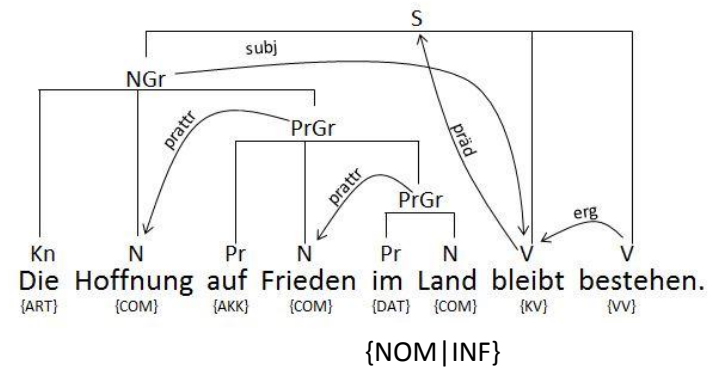 S
subj
NGr
prattr
PrGr
präd
prattr
PrGr
erg
Kn N Pr N Pr N V V
Die Hoffnung auf Frieden im Land bleibt bestehen.
{ART} {COM} {AKK} {COM} {DAT} {COM} {KV} {VV}
{NOM|INF}